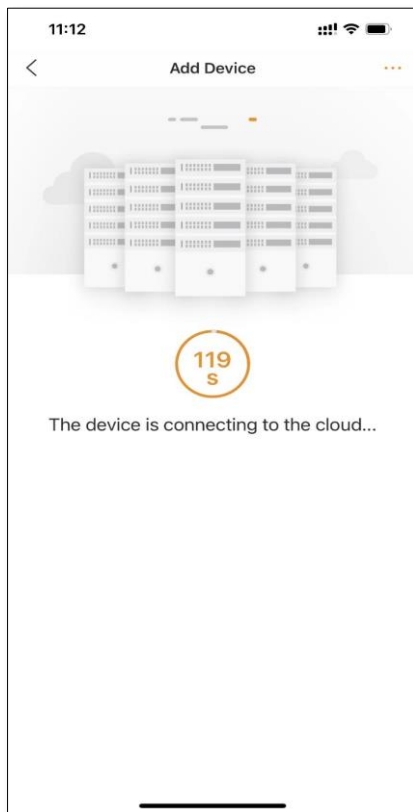 11:12
Add Device
119
S
The device is connecting to the cloud...